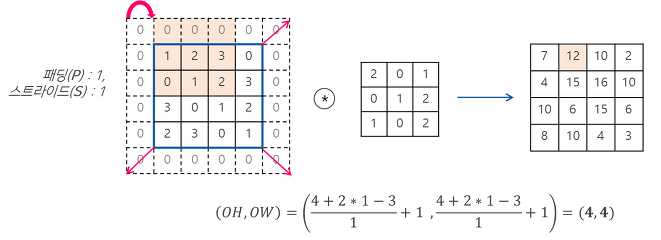 0 0 0 0 0 0
0 1 2 3 0 0
패딩(P) : 1,
스트라이드(S) : 1
0 0 1 2 3 0
0 3 0 1 2 0
0 2 3 0 1 0
0 0 0 0 0 0
*
2 0 1
0 1 2
1 0 2
7 12 10 2
4 15 16 10
10 6 15 6
8 10 4 3
(OH, OW) = ((4 + 2 * 1 − 3)/1 + 1 , (4 + 2 * 1 − 3)/1 + 1) = (4, 4)